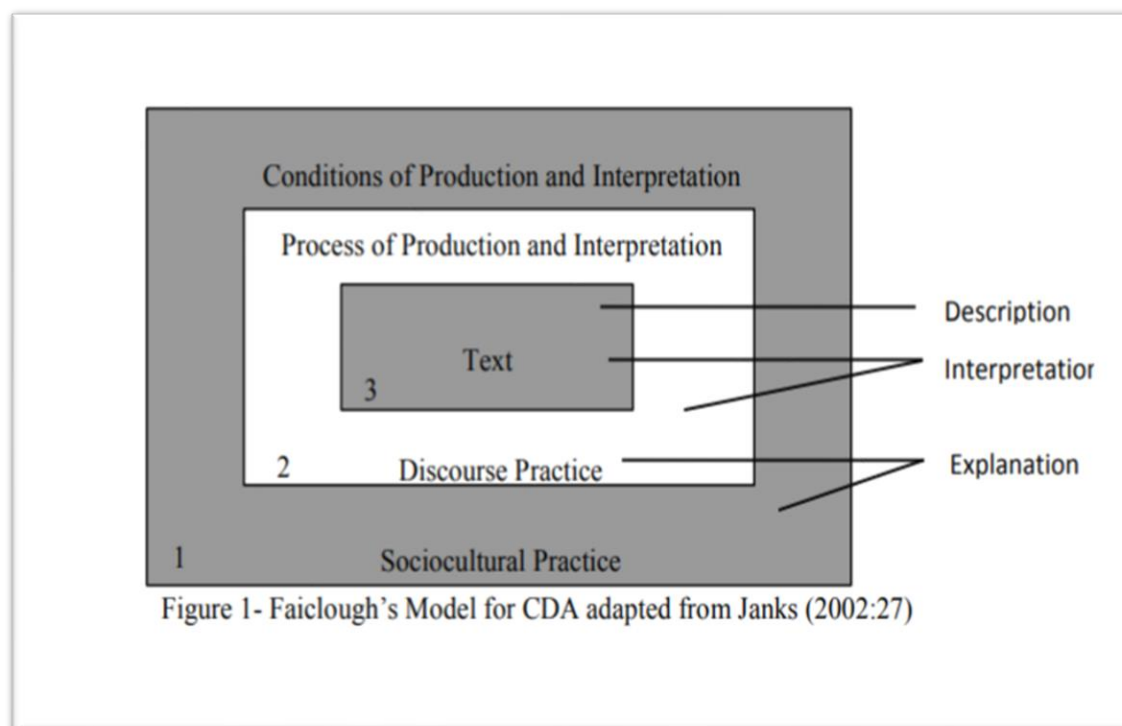 Conditions of Production and Interpretation
Process of Production and Interpretation
Description
Text
Interpretatior
3
2
Discourse Practice
Explanation
1
Sociocultural Practice
Figure 1- Faiclough's Model for CDA adapted from Janks (2002:27)